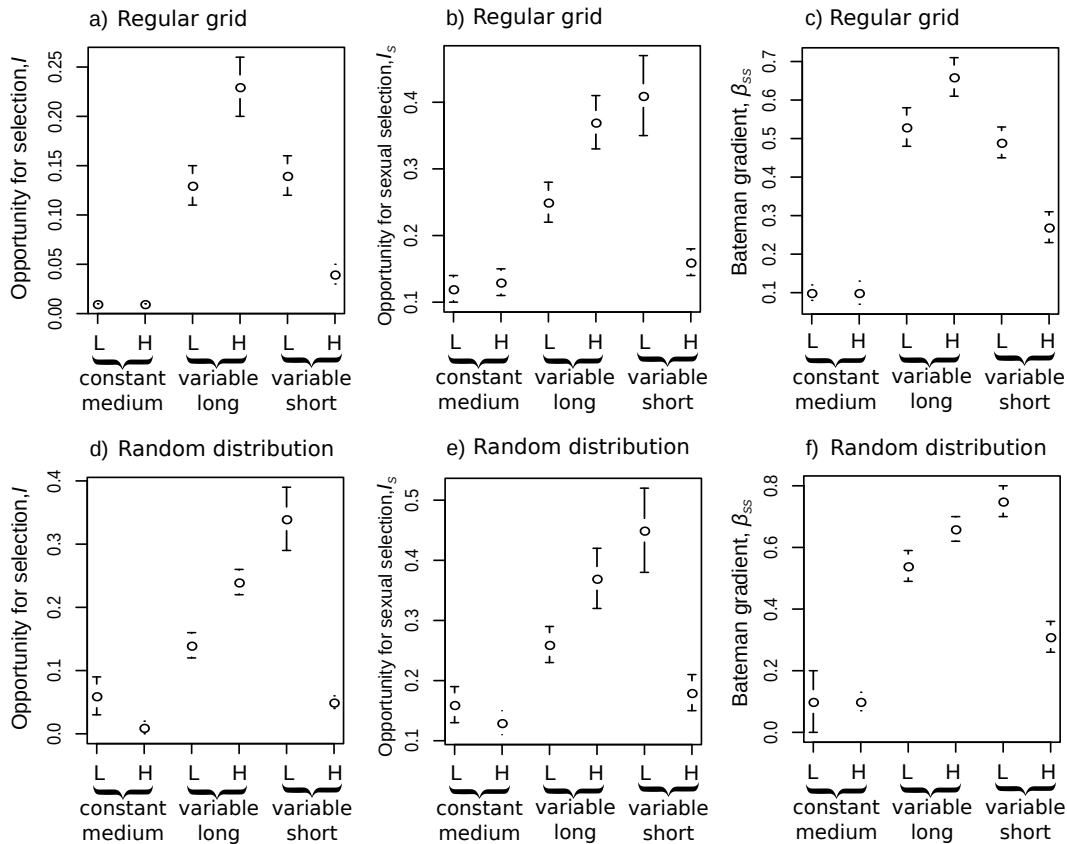 a) Regular grid
Opportunity for selection, I
0.00 0.05 0.10 0.15 0.20 0.25
L H L H L H
constant medium
variable long
variable short
b) Regular grid
Opportunity for sexual selection, Is
0.1 0.2 0.3 0.4
L H L H L H
constant medium
variable long
variable short
c) Regular grid
Bateman gradient, βss
0.1 0.2 0.3 0.4 0.5 0.6 0.7
L H L H L H
constant medium
variable long
variable short
d) Random distribution
Opportunity for selection, I
0.0 0.1 0.2 0.3 0.4
L H L H L H
constant medium
variable long
variable short
e) Random distribution
Opportunity for sexual selection, Is
0.1 0.2 0.3 0.4 0.5
L H L H L H
constant medium
variable long
variable short
f) Random distribution
Bateman gradient, βss
0.0 0.2 0.4 0.6 0.8
L H L H L H
constant medium
variable long
variable short